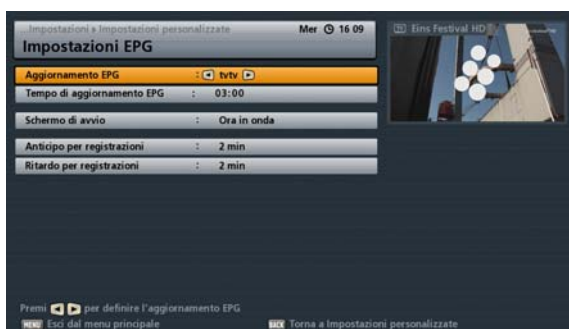 ...Impostazioni » Impostazioni personalizzate Mer 16 09
Impostazioni EPG
Eins Festival HD
Aggiornamento EPG : tvtv
Tempo di aggiornamento EPG : 03:00
Schermo di avvio : Ora in onda
Anticipo per registrazioni : 2 min
Ritardo per registrazioni : 2 min
Premi per definire l'aggiornamento EPG
MENU Esci dal menu principale BACK Torna a Impostazioni personalizzate